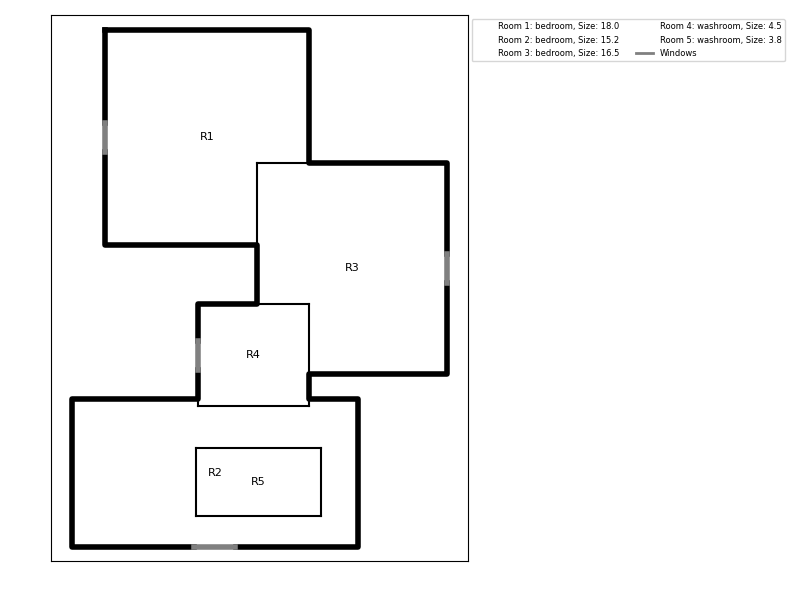 Room 1: bedroom, Size: 18.0
Room 2: bedroom, Size: 15.2
Room 3: bedroom, Size: 16.5
Room 4: washroom, Size: 4.5
Room 5: washroom, Size: 3.8
Windows
R1
R3
R4
R2
R5